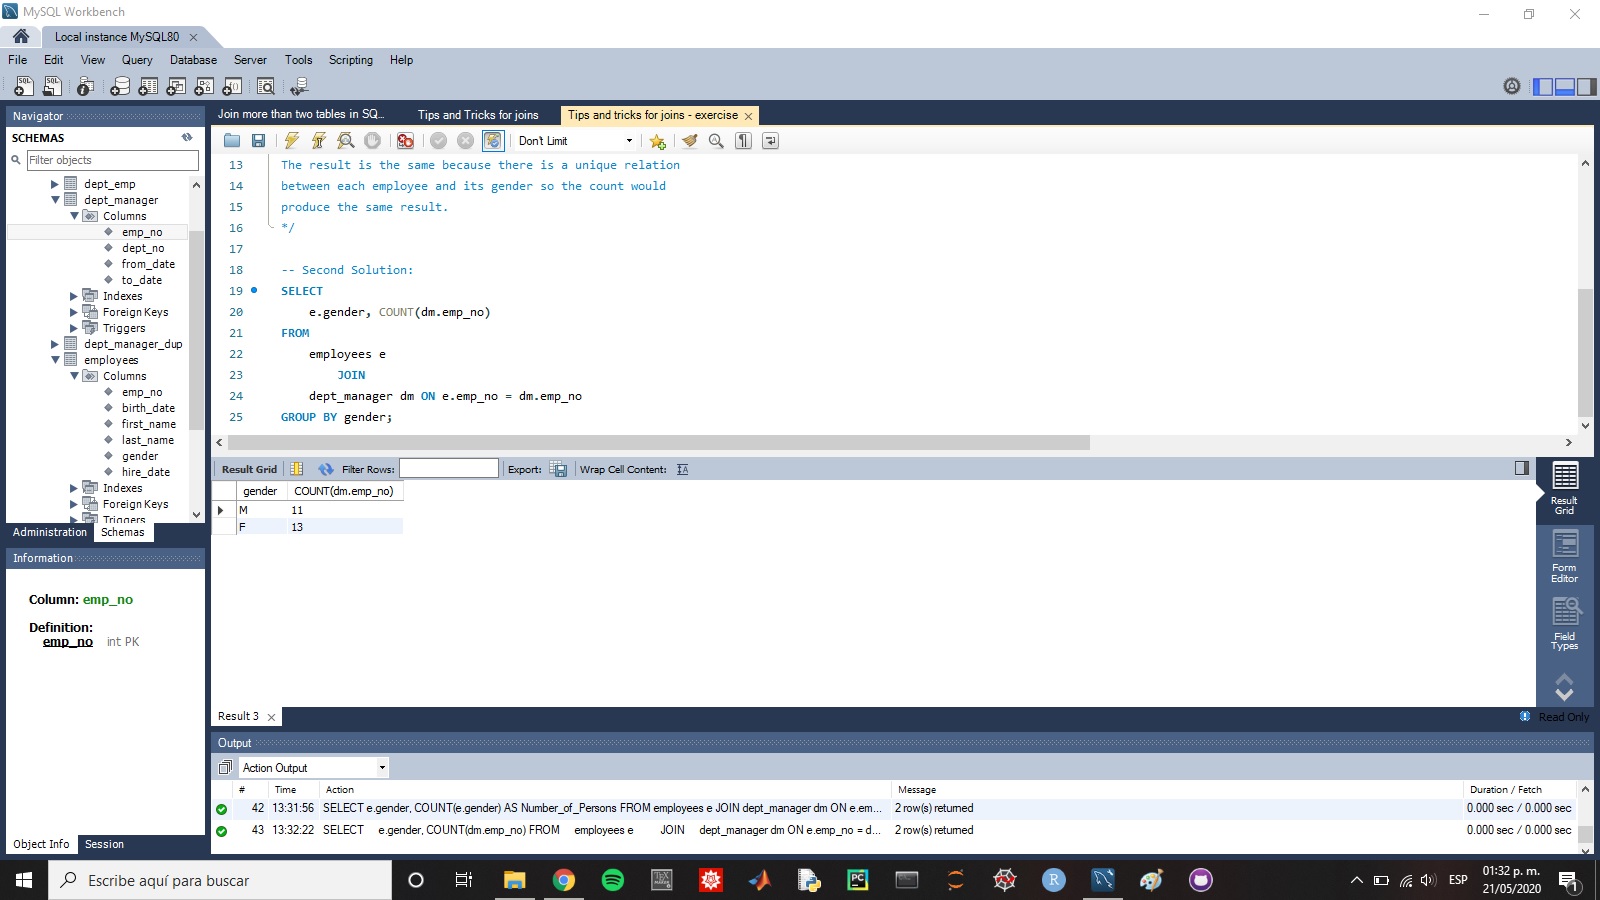 MySQL Workbench
Local instance MySQL80
File Edit View Query Database Server Tools Scripting Help
Navigator
SCHEMAS
Filter objects
dept_emp
dept_manager
Columns
emp_no
dept_no
from_date
to_date
Indexes
Foreign Keys
Triggers
dept_manager_dup
employees
Columns
emp_no
birth_date
first_name
last_name
gender
hire_date
Indexes
Foreign Keys
Triggers
Administration Schemas
Information
Column: emp_no
Definition:
emp_no int PK
Object Info Session
Join more than two tables in SQ... Tips and Tricks for joins Tips and tricks for joins - exercise
Don't Limit
13 The result is the same because there is a unique relation
14 between each employee and its gender so the count would
15 produce the same result.
16 */
17
18 -- Second Solution:
19 SELECT
20 e.gender, COUNT(dm.emp_no)
21 FROM
22 employees e
23 JOIN
24 dept_manager dm ON e.emp_no = dm.emp_no
25 GROUP BY gender;
Result Grid Filter Rows: Export: Wrap Cell Content:
gender COUNT(dm.emp_no)
M 11
F 13
Result Grid
Form Editor
Field Types
Result 3
Read Only
Output
Action Output
# Time Action Message Duration / Fetch
42 13:31:56 SELECT e.gender, COUNT(e.gender) AS Number_of_Persons FROM employees e JOIN dept_manager dm ON e.em... 2 row(s) returned 0.000 sec / 0.000 sec
43 13:32:22 SELECT e.gender, COUNT(dm.emp_no) FROM employees e JOIN dept_manager dm ON e.emp_no = d... 2 row(s) returned 0.000 sec / 0.000 sec
Escribe aquí para buscar
ESP
01:32 p. m.
21/05/2020
1